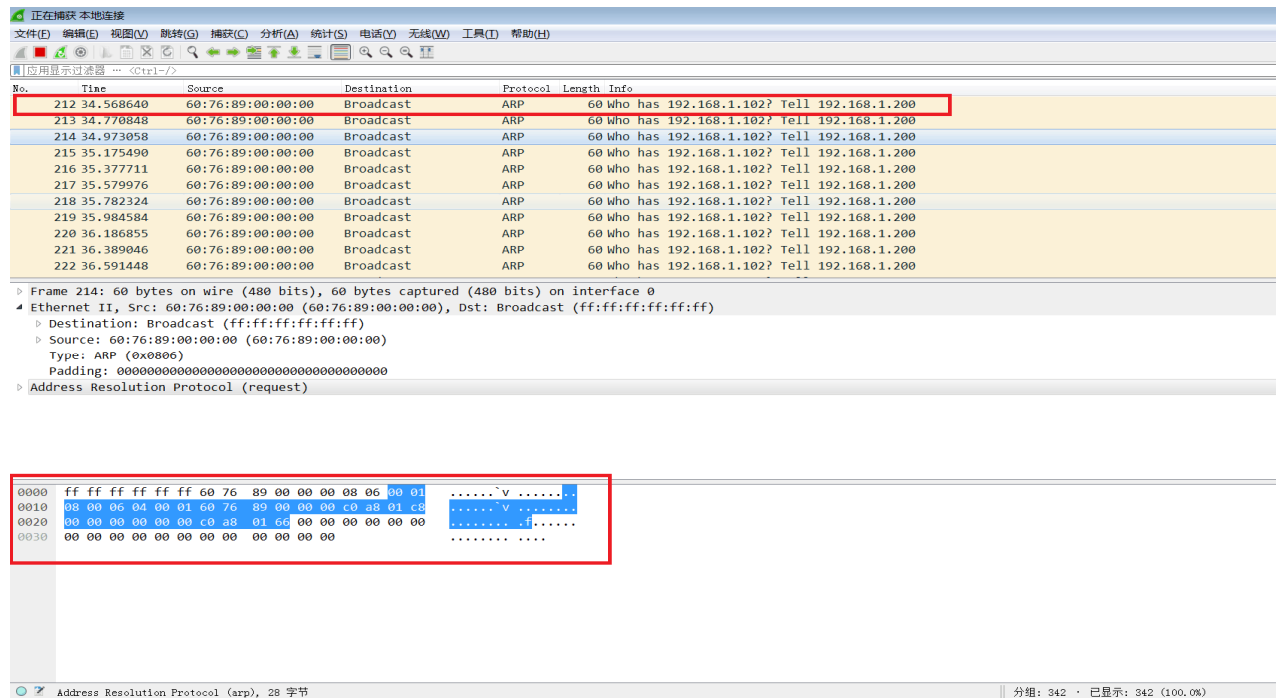 正在捕获 本地连接
文件(F) 编辑(E) 视图(V) 跳转(G) 捕获(C) 分析(A) 统计(S) 电话(Y) 无线(W) 工具(T) 帮助(H)
应用显示过滤器 … <Ctrl-/>
No. Time Source Destination Protocol Length Info
212 34.568640 60:76:89:00:00:00 Broadcast ARP 60 Who has 192.168.1.102? Tell 192.168.1.200
213 34.770848 60:76:89:00:00:00 Broadcast ARP 60 Who has 192.168.1.102? Tell 192.168.1.200
214 34.973058 60:76:89:00:00:00 Broadcast ARP 60 Who has 192.168.1.102? Tell 192.168.1.200
215 35.175490 60:76:89:00:00:00 Broadcast ARP 60 Who has 192.168.1.102? Tell 192.168.1.200
216 35.377711 60:76:89:00:00:00 Broadcast ARP 60 Who has 192.168.1.102? Tell 192.168.1.200
217 35.579976 60:76:89:00:00:00 Broadcast ARP 60 Who has 192.168.1.102? Tell 192.168.1.200
218 35.782324 60:76:89:00:00:00 Broadcast ARP 60 Who has 192.168.1.102? Tell 192.168.1.200
219 35.984584 60:76:89:00:00:00 Broadcast ARP 60 Who has 192.168.1.102? Tell 192.168.1.200
220 36.186855 60:76:89:00:00:00 Broadcast ARP 60 Who has 192.168.1.102? Tell 192.168.1.200
221 36.389046 60:76:89:00:00:00 Broadcast ARP 60 Who has 192.168.1.102? Tell 192.168.1.200
222 36.591448 60:76:89:00:00:00 Broadcast ARP 60 Who has 192.168.1.102? Tell 192.168.1.200
Frame 214: 60 bytes on wire (480 bits), 60 bytes captured (480 bits) on interface 0
Ethernet II, Src: 60:76:89:00:00:00 (60:76:89:00:00:00), Dst: Broadcast (ff:ff:ff:ff:ff:ff)
Destination: Broadcast (ff:ff:ff:ff:ff:ff)
Source: 60:76:89:00:00:00 (60:76:89:00:00:00)
Type: ARP (0x0806)
Padding: 000000000000000000000000000000000000
Address Resolution Protocol (request)
0000 ff ff ff ff ff ff 60 76 89 00 00 00 08 06 00 01 ......`v ........
0010 08 00 06 04 00 01 60 76 89 00 00 00 c0 a8 01 c8 ......`v ........
0020 00 00 00 00 00 00 c0 a8 01 66 00 00 00 00 00 00 ........ .f......
0030 00 00 00 00 00 00 00 00 00 00 00 00 ........ ....
Address Resolution Protocol (arp), 28 字节
分组: 342 · 已显示: 342 (100.0%)